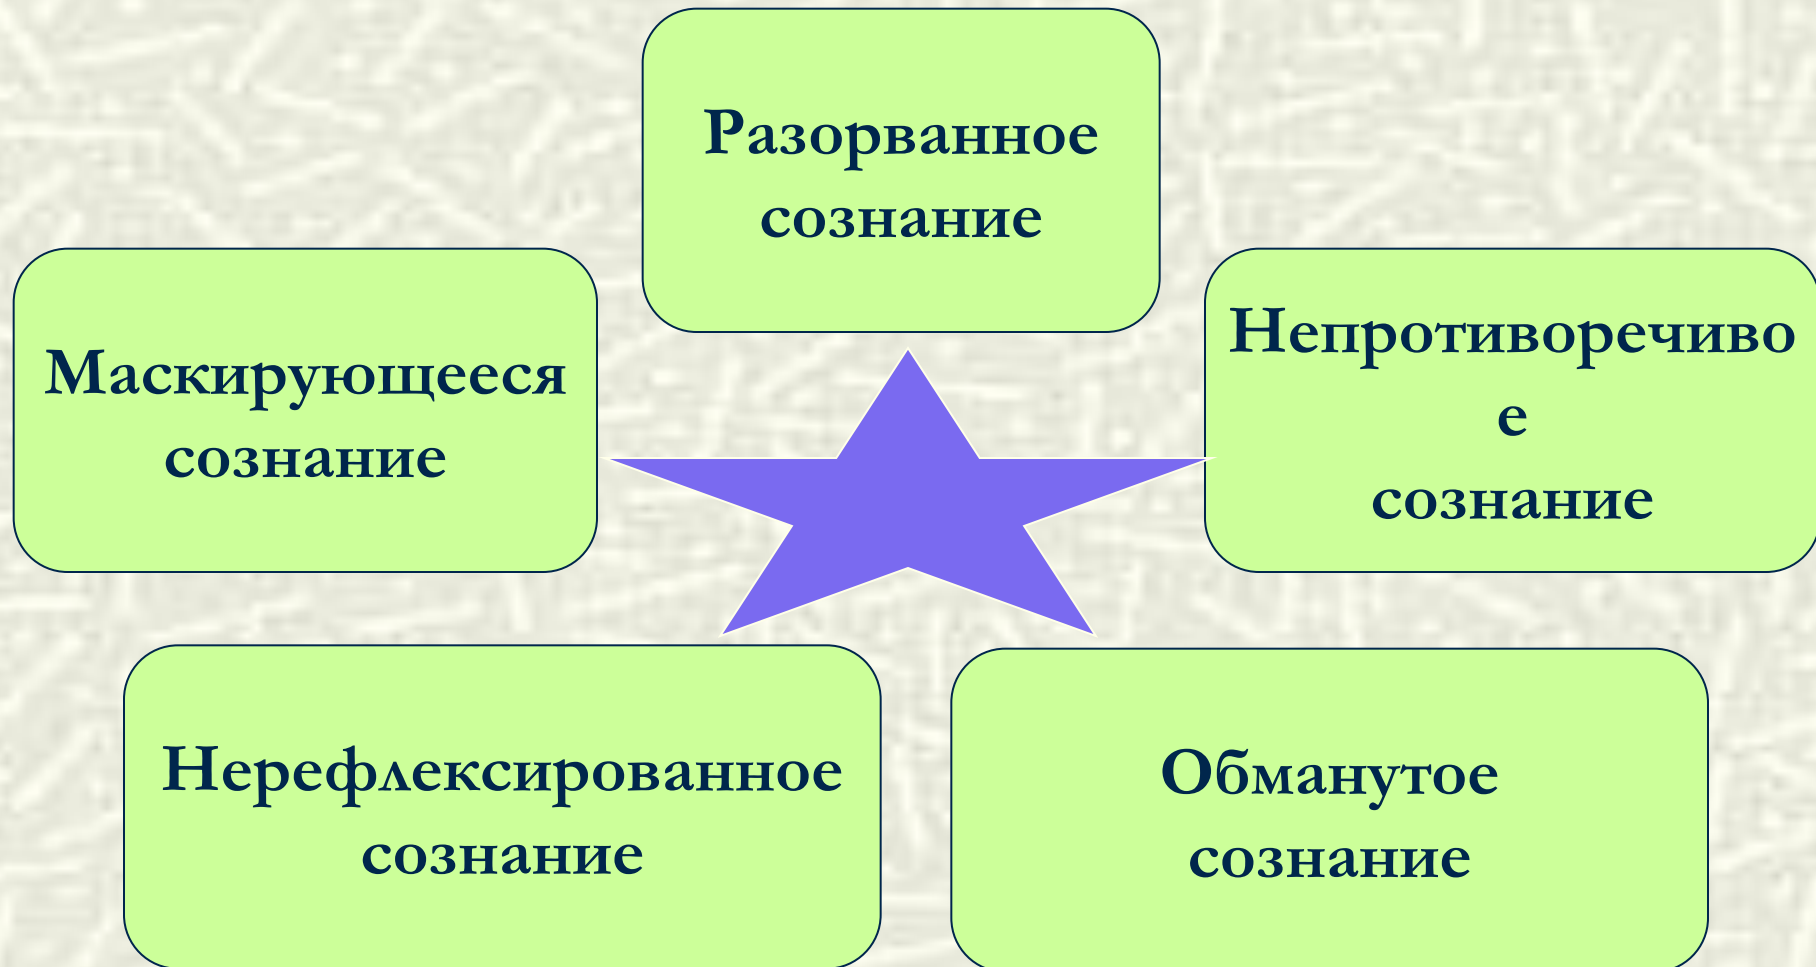 Разорванное
сознание
Маскирующееся
сознание
Непротиворечиво
е
сознание
Нерефлексированное
сознание
Обманутое
сознание